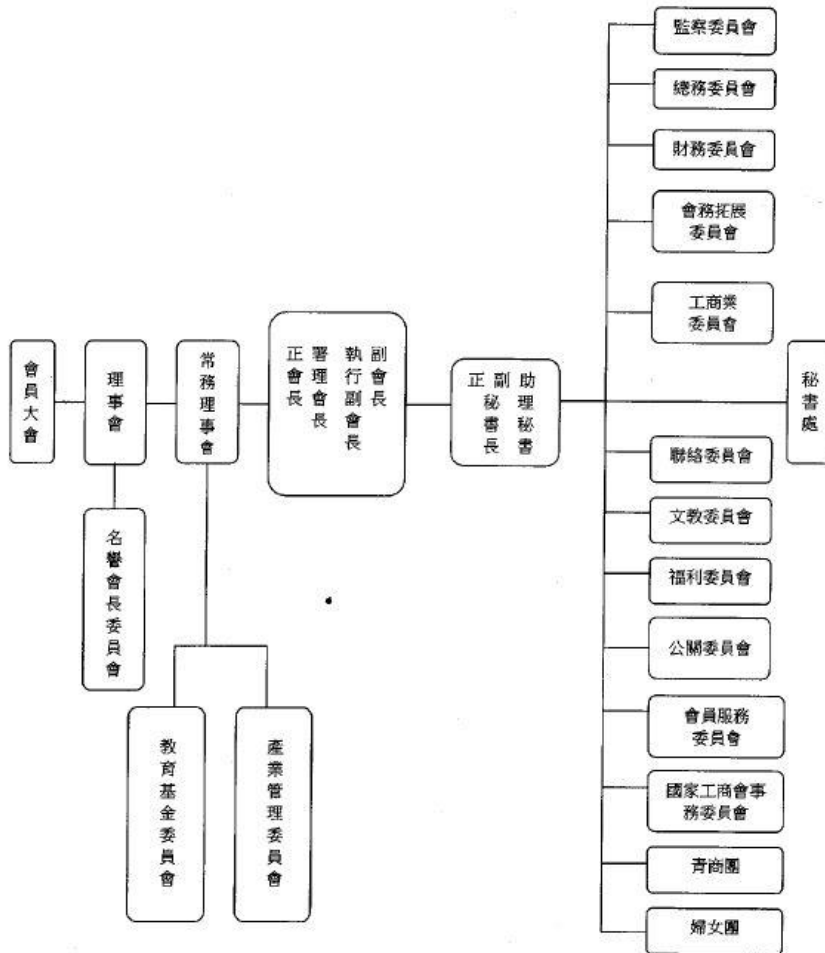 會員大會
理事會
名譽會長委員會
常務理事會
教育基金委員會
產業管理委員會
正會長
署理會長
執行副會長
副會長
正
副
秘書長
助理秘書
監察委員會
總務委員會
財務委員會
會務拓展
委員會
工商業
委員會
秘書處
聯絡委員會
文教委員會
福利委員會
公關委員會
會員服務
委員會
國家工商會事
務委員會
青商團
婦女團